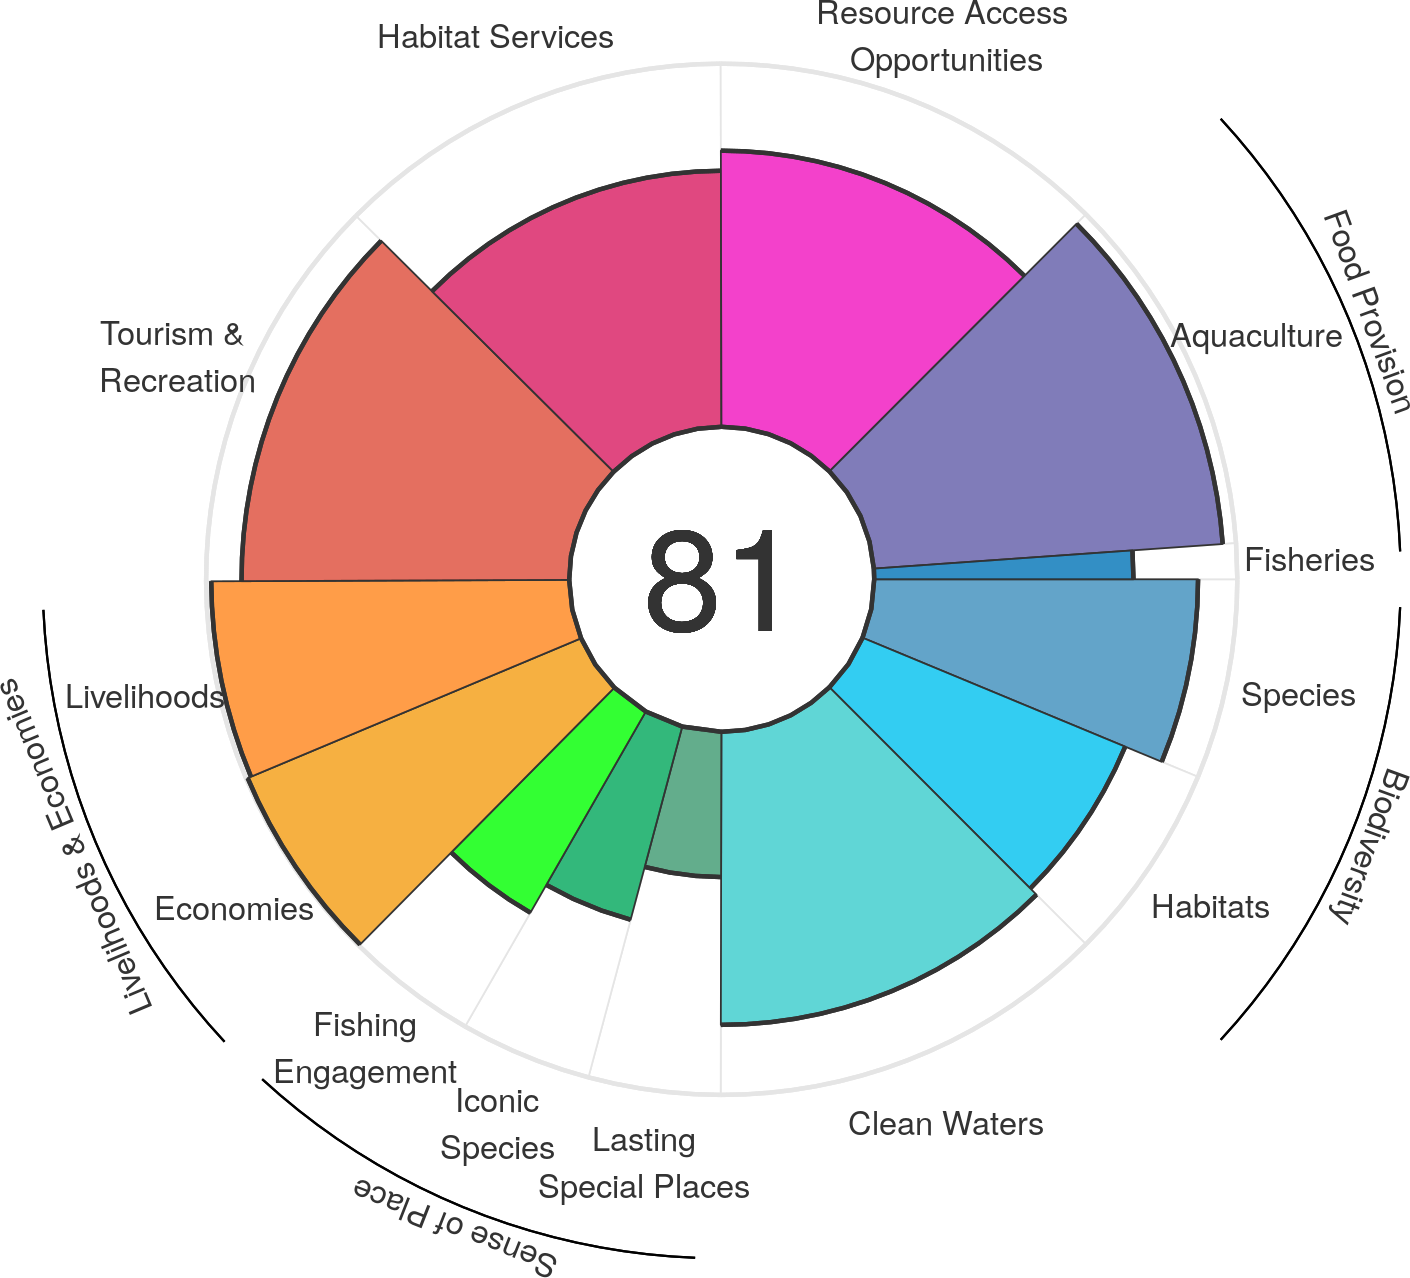 Resource Access
Opportunities
Habitat Services
Food Provision
Tourism &
Recreation
Aquaculture
81
Fisheries
Livelihoods
Species
Livelihoods & Economies
Biodiversity
Economies
Habitats
Fishing
Engagement
Iconic
Species
Lasting
Special Places
Clean Waters
Sense of Place